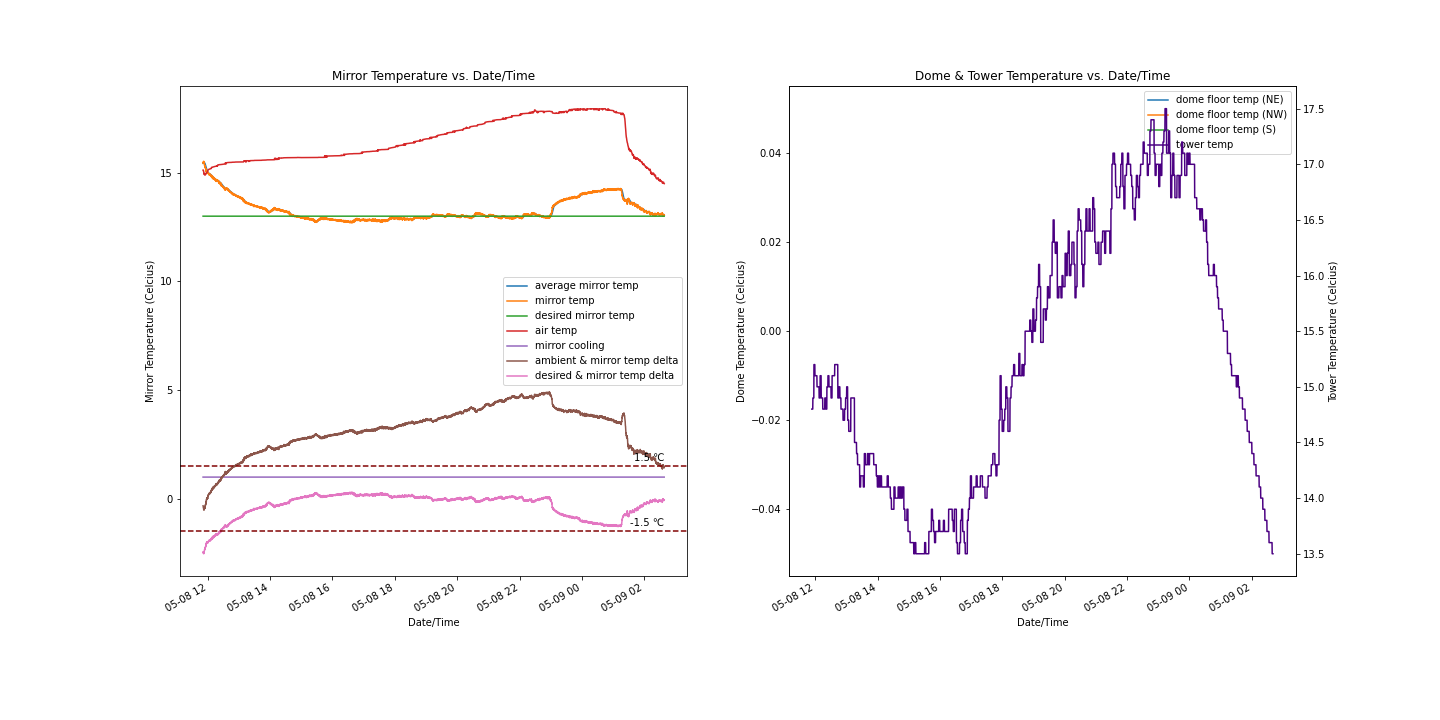 Mirror Temperature vs. Date/Time
Mirror Temperature (Celcius)
15
10
5
0
average mirror temp
mirror temp
desired mirror temp
air temp
mirror cooling
ambient & mirror temp delta
desired & mirror temp delta
1.5 °C
-1.5 °C
05-08 12
05-08 14
05-08 16
05-08 18
05-08 20
05-08 22
05-09 00
05-09 02
Date/Time
Dome & Tower Temperature vs. Date/Time
Dome Temperature (Celcius)
0.04
0.02
0.00
−0.02
−0.04
dome floor temp (NE)
dome floor temp (NW)
dome floor temp (S)
tower temp
17.5
17.0
16.5
16.0
15.5
15.0
14.5
14.0
13.5
Tower Temperature (Celcius)
05-08 12
05-08 14
05-08 16
05-08 18
05-08 20
05-08 22
05-09 00
05-09 02
Date/Time